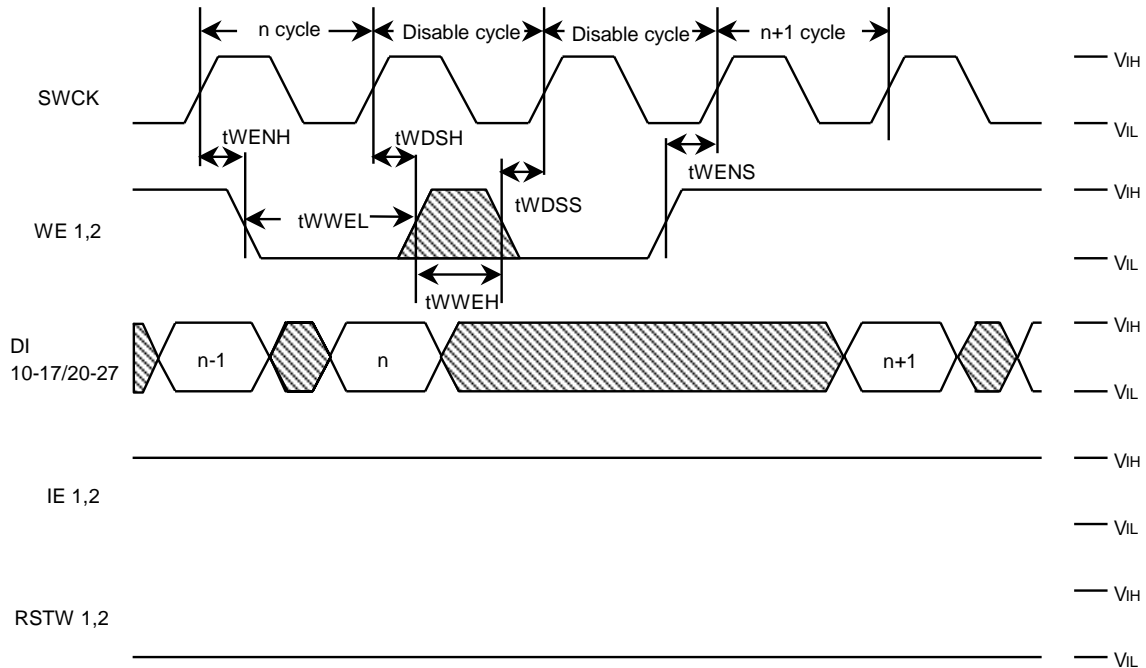 n cycle
Disable cycle
Disable cycle
n+1 cycle
SWCK
VIH
VIL
tWENH
tWDSH
tWENS
tWDSS
WE 1,2
tWWEL
VIH
VIL
tWWEH
DI
10-17/20-27
n-1
n
n+1
VIH
VIL
IE 1,2
VIH
VIL
RSTW 1,2
VIH
VIL